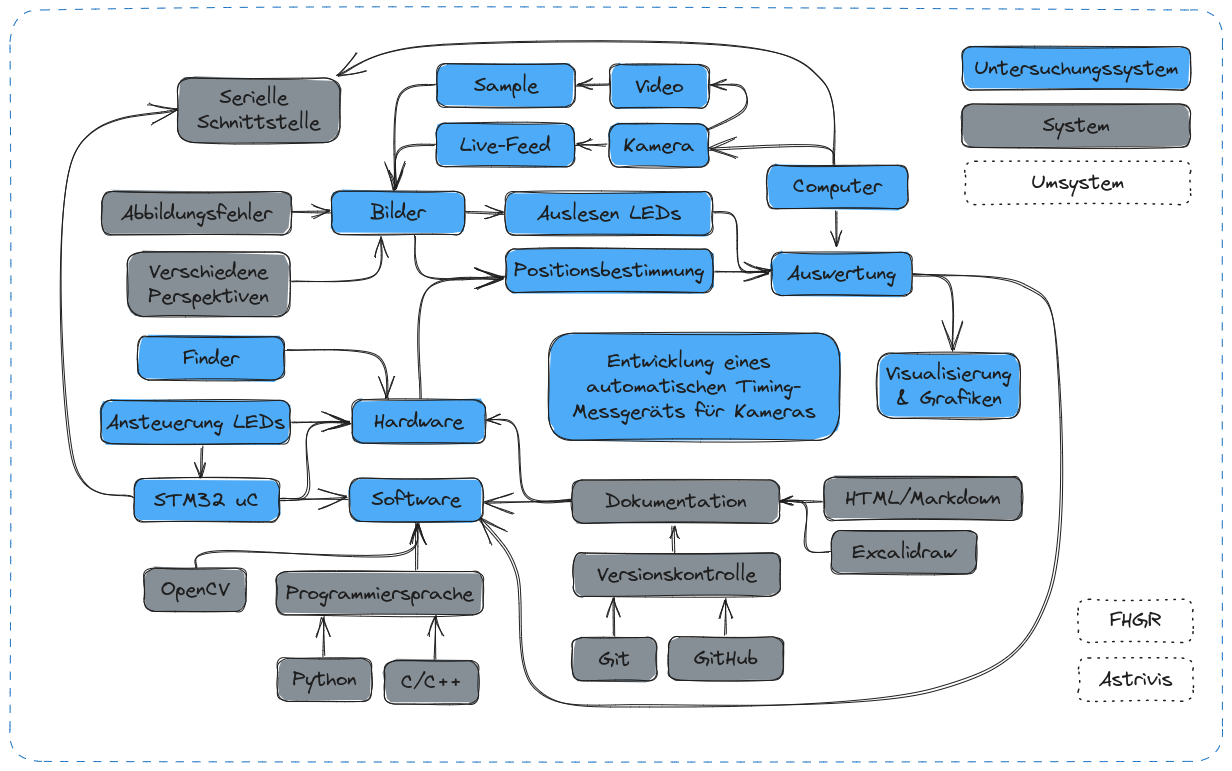 Untersuchungssystem
System
Umsystem
Serielle
Schnittstelle
Sample
Video
Live-Feed
Kamera
Computer
Abbildungsfehler
Bilder
Auslesen LEDs
Verschiedene
Perspektiven
Positionsbestimmung
Auswertung
Finder
Entwicklung eines
automatischen Timing-
Messgeräts für Kameras
Visualisierung
& Grafiken
Ansteuerung LEDs
Hardware
STM32 uC
Software
Dokumentation
HTML/Markdown
Excalidraw
OpenCV
Programmiersprache
Versionskontrolle
Python
C/C++
Git
GitHub
FHGR
Astrivis